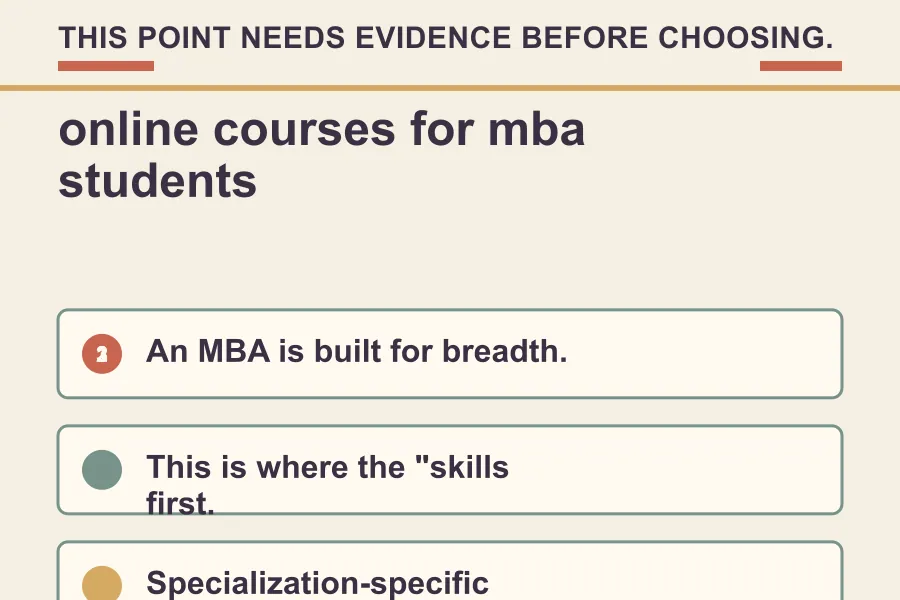 THIS POINT NEEDS EVIDENCE BEFORE CHOOSING.
online courses for mba
students
An MBA is built for breadth.
This is where the "skills
first.
Specialization-specific